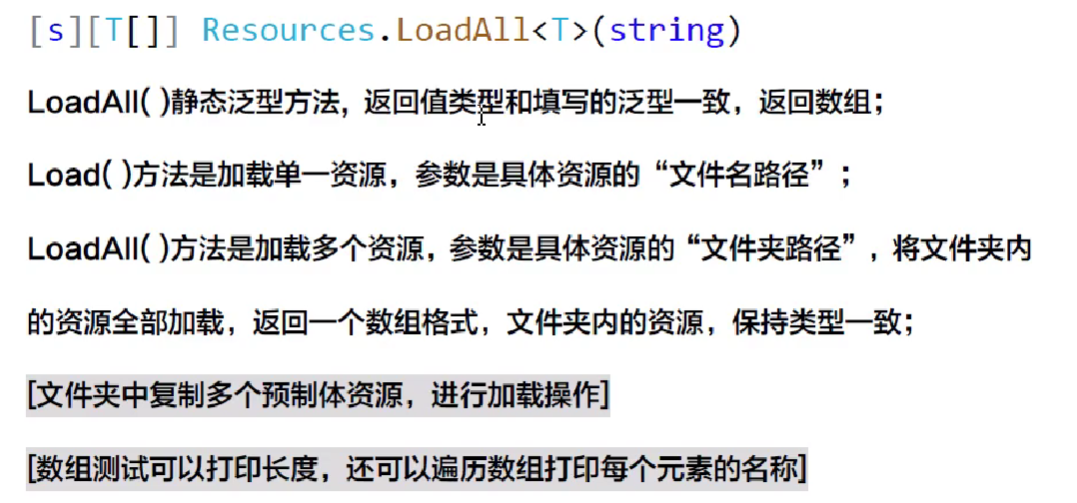 [s][T[]] Resources.LoadAll<T>(string)
LoadAll( )静态泛型方法，返回值类型和填写的泛型一致，返回数组；
Load( )方法是加载单一资源，参数是具体资源的“文件名路径”；
LoadAll( )方法是加载多个资源，参数是具体资源的“文件夹路径”，将文件夹内
的资源全部加载，返回一个数组格式，文件夹内的资源，保持类型一致；
[文件夹中复制多个预制体资源，进行加载操作]
[数组测试可以打印长度，还可以遍历数组打印每个元素的名称]